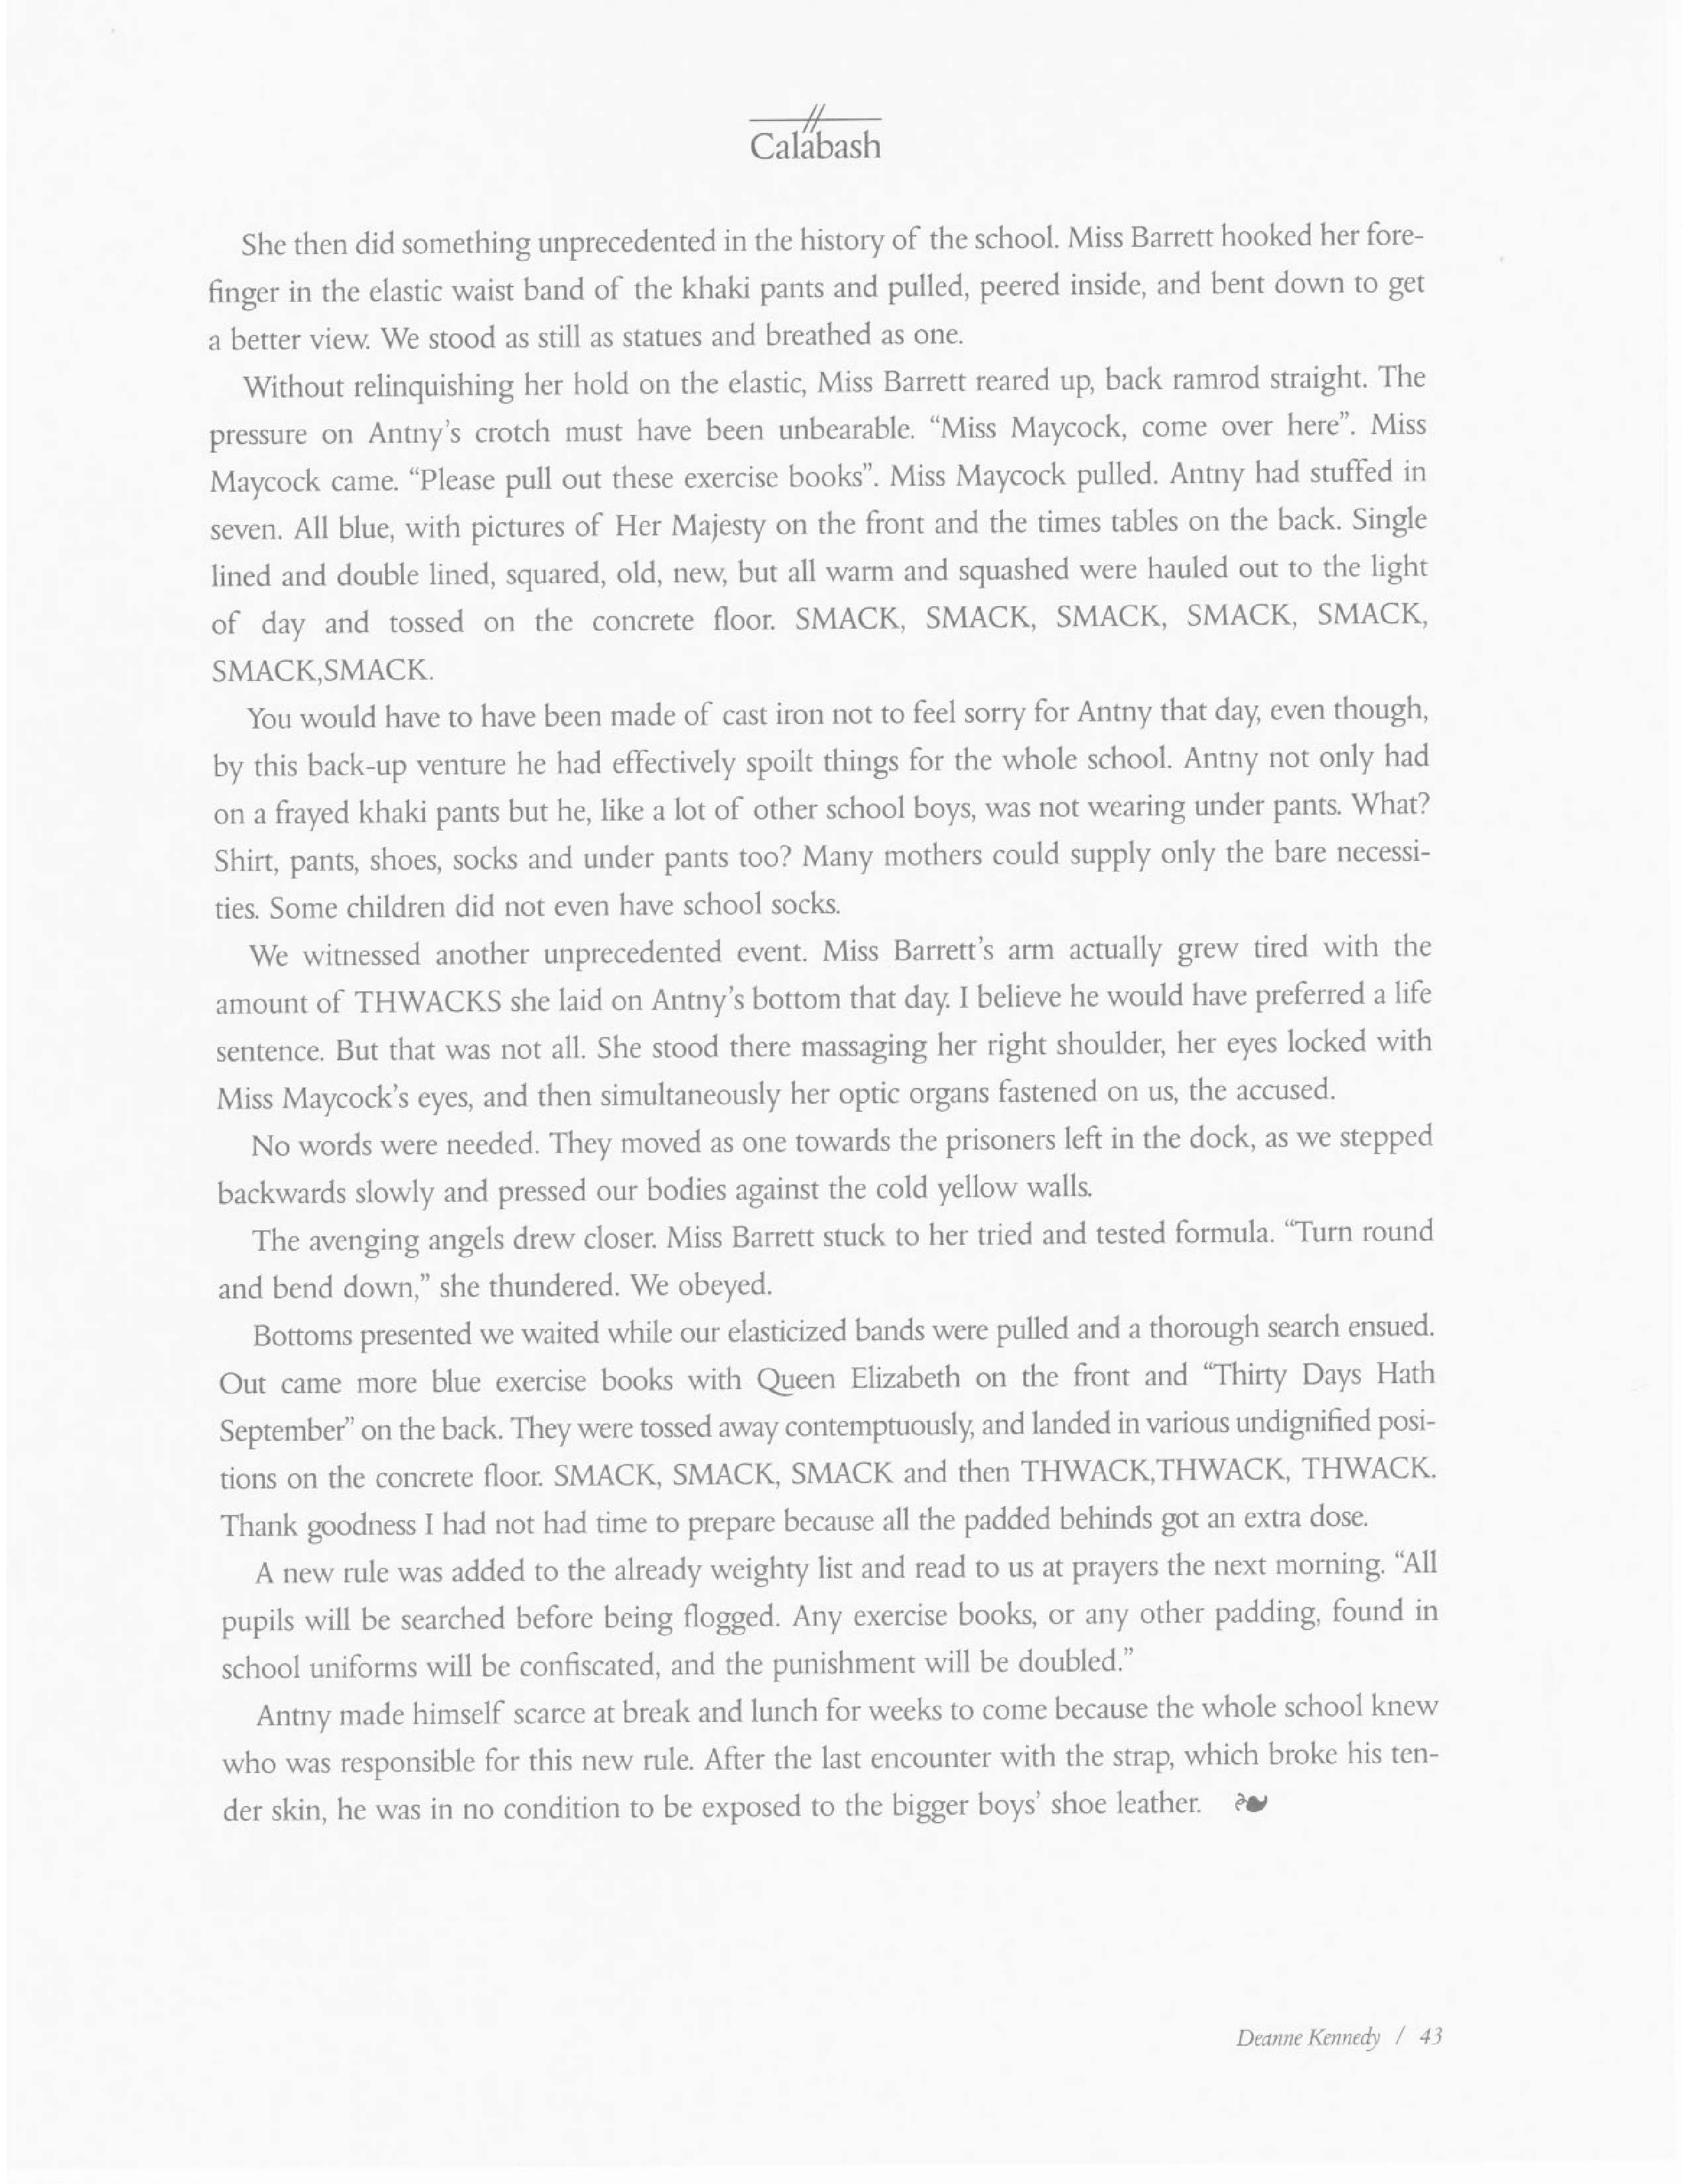 Calabash
She then did something unprecedented in the history of the school. Miss Barrett hooked her fore-
finger in the elastic waist band of the khaki pants and pulled, peered inside, and bent down to get
a better view. We stood as still as statues and breathed as one.
Without relinquishing her hold on the elastic, Miss Barrett reared up, back ramrod straight. The
pressure on Antny's crotch must have been unbearable. “Miss Maycock, come over here”. Miss
Maycock came. “Please pull out these exercise books”. Miss Maycock pulled. Antny had stuffed in
seven. All blue, with pictures of Her Majesty on the front and the times tables on the back. Single
lined and double lined, squared, old, new, but all warm and squashed were hauled out to the light
of day and tossed on the concrete floor. SMACK, SMACK, SMACK, SMACK, SMACK,
SMACK,SMACK.
You would have to have been made of cast iron not to feel sorry for Antny that day, even though,
by this back-up venture he had effectively spoilt things for the whole school. Antny not only had
on a frayed khaki pants but he, like a lot of other school boys, was not wearing under pants. What?
Shirt, pants, shoes, socks and under pants too? Many mothers could supply only the bare necessi-
ties. Some children did not even have school socks.
We witnessed another unprecedented event. Miss Barrett's arm actually grew tired with the
amount of THWACKS she laid on Antny's bottom that day. I believe he would have preferred a life
sentence. But that was not all. She stood there massaging her right shoulder, her eyes locked with
Miss Maycock's eyes, and then simultaneously her optic organs fastened on us, the accused.
No words were needed. They moved as one towards the prisoners left in the dock, as we stepped
backwards slowly and pressed our bodies against the cold yellow walls.
The avenging angels drew closer. Miss Barrett stuck to her tried and tested formula. “Turn round
and bend down,” she thundered. We obeyed.
Bottoms presented we waited while our elasticized bands were pulled and a thorough search ensued.
Out came more blue exercise books with Queen Elizabeth on the front and “Thirty Days Hath
September” on the back. They were tossed away contemptuously, and landed in various undignified posi-
tions on the concrete floor. SMACK, SMACK, SMACK and then THWACK,THWACK, THWACK.
Thank goodness I had not had time to prepare because all the padded behinds got an extra dose.
A new rule was added to the already weighty list and read to us at prayers the next morning. “All
pupils will be searched before being flogged. Any exercise books, or any other padding, found in
school uniforms will be confiscated, and the punishment will be doubled.”
Antny made himself scarce at break and lunch for weeks to come because the whole school knew
who was responsible for this new rule. After the last encounter with the strap, which broke his ten-
der skin, he was in no condition to be exposed to the bigger boys' shoe leather.
Deanne Kennedy / 43